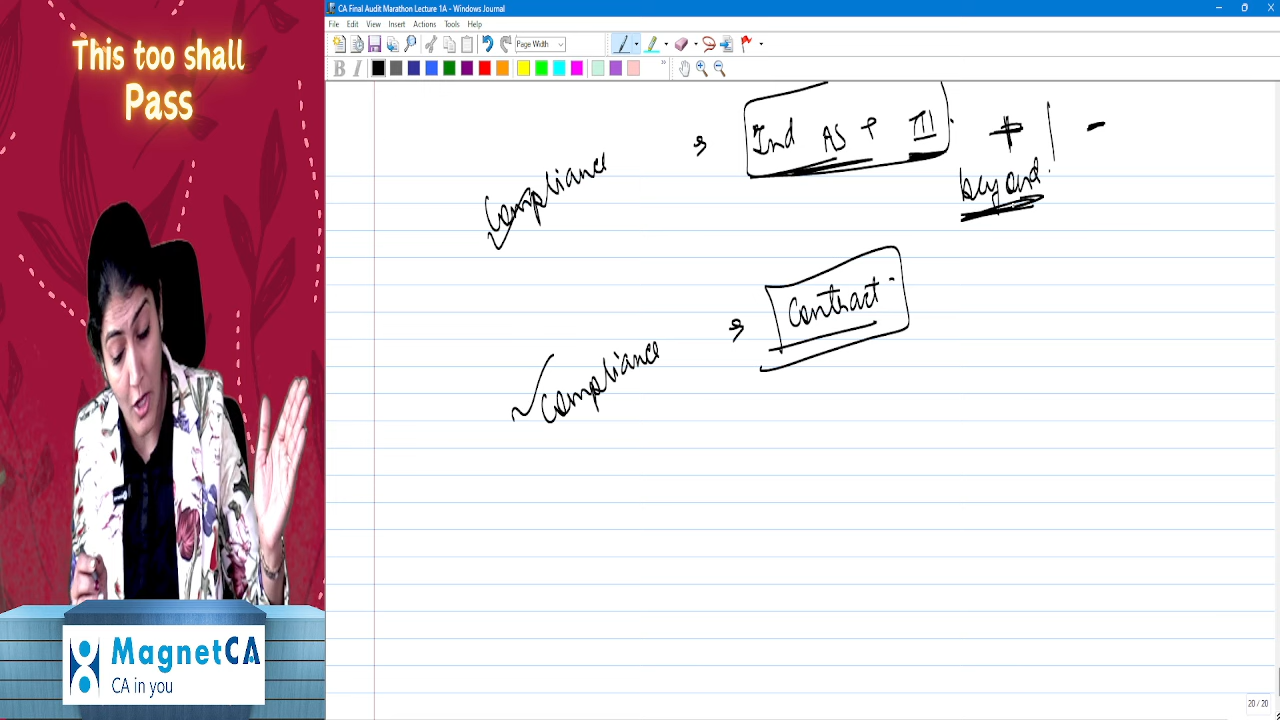 This too shall
Pass
CA Final Audit Marathon Lecture 1A - Windows Journal
File Edit View Insert Actions Tools Help
Page Width
B I
Ind AS + III + | -
Compliance
beyond.
Contract
Compliance
MagnetCA
CA in you
20 / 20